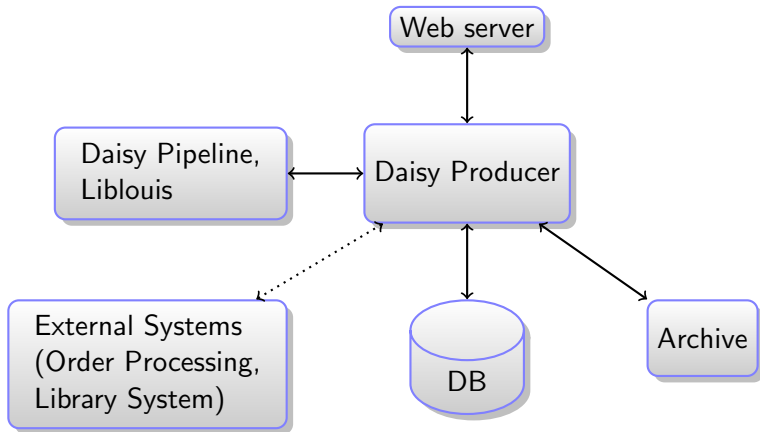 Web server
Daisy Pipeline,
Liblouis
Daisy Producer
External Systems
(Order Processing,
Library System)
DB
Archive